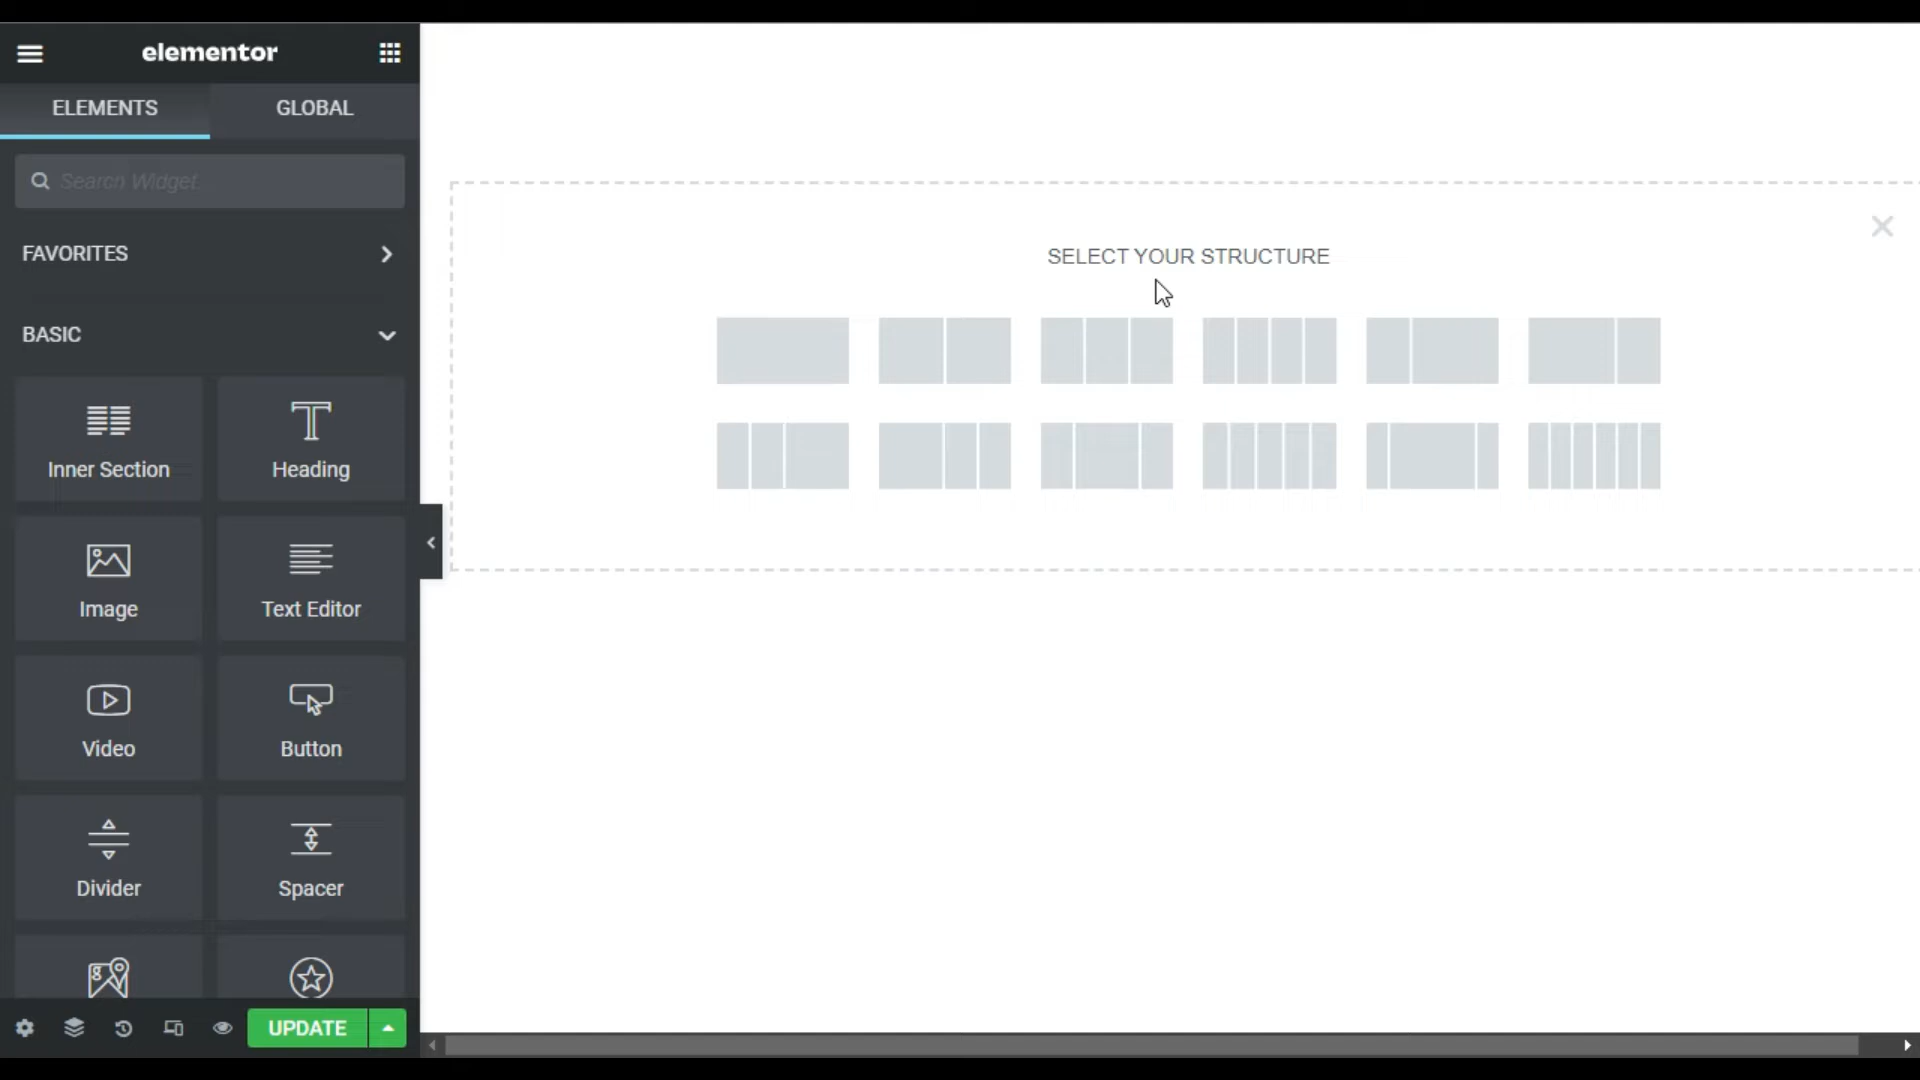 elementor
ELEMENTS
GLOBAL
Search Widget...
FAVORITES
BASIC
Inner Section
Heading
Image
Text Editor
Video
Button
Divider
Spacer
UPDATE
SELECT YOUR STRUCTURE